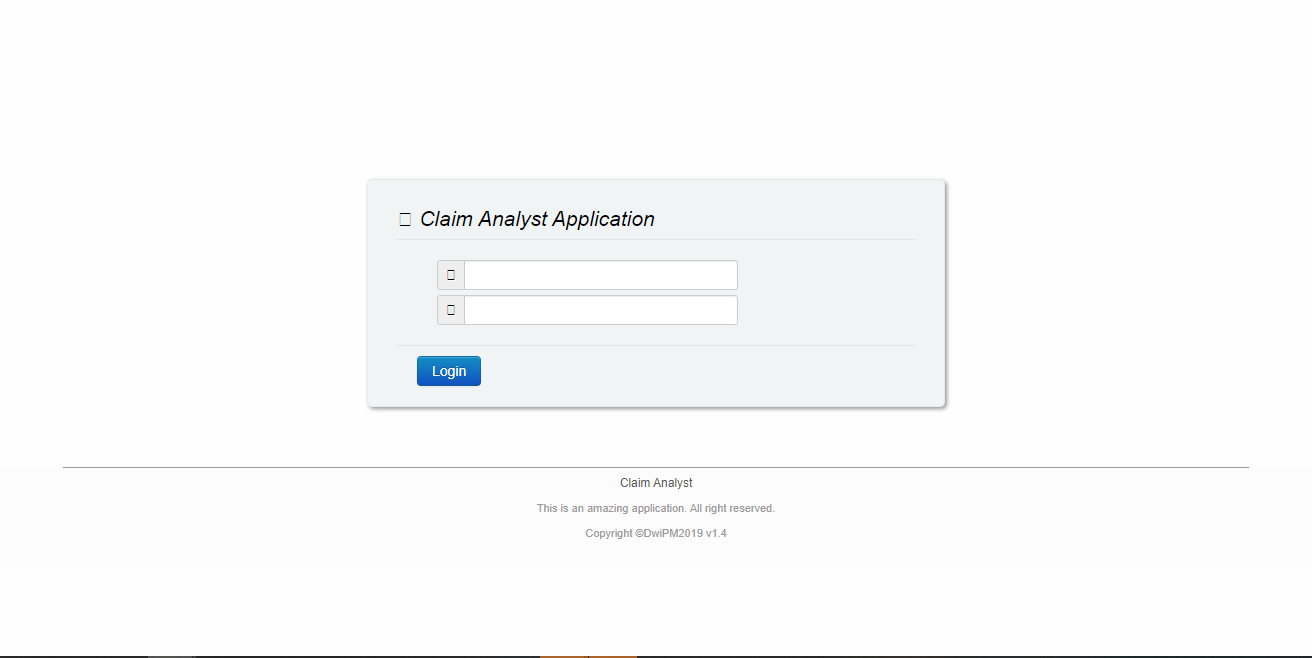 Claim Analyst Application
Login
Claim Analyst
This is an amazing application. All right reserved.
Copyright ©DwiPM2019 v1.4